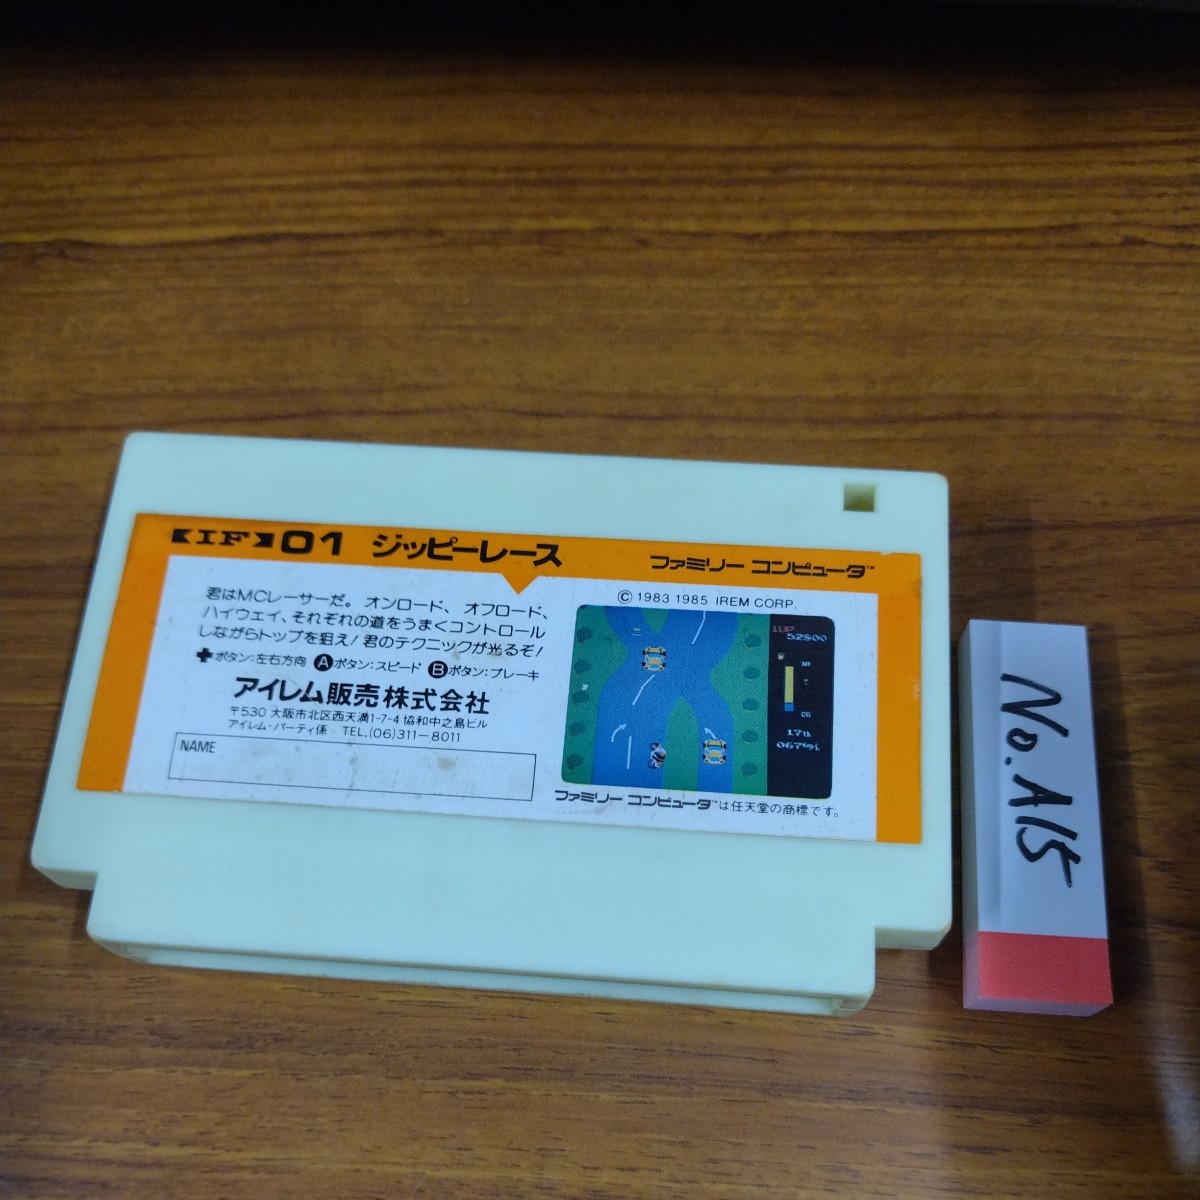 IF 01 ジッピーレース
ファミリー コンピュータ™
君はMCレーサーだ。オンロード、オフロード、
ハイウェイ、それぞれの道をうまくコントロール
しながらトップを狙え!君のテクニックが光るぞ!
✚ボタン:左右方向 Ⓐボタン:スピード Ⓑボタン:ブレーキ
アイレム販売株式会社
〒530 大阪市北区西天満1-7-4 協和中之島ビル
アイレム・パーティ係・TEL.(06)311-8011
NAME
© 1983 1985 IREM CORP.
1UP
52800
17th
ファミリー コンピュータ™は任天堂の商標です。
No.A15